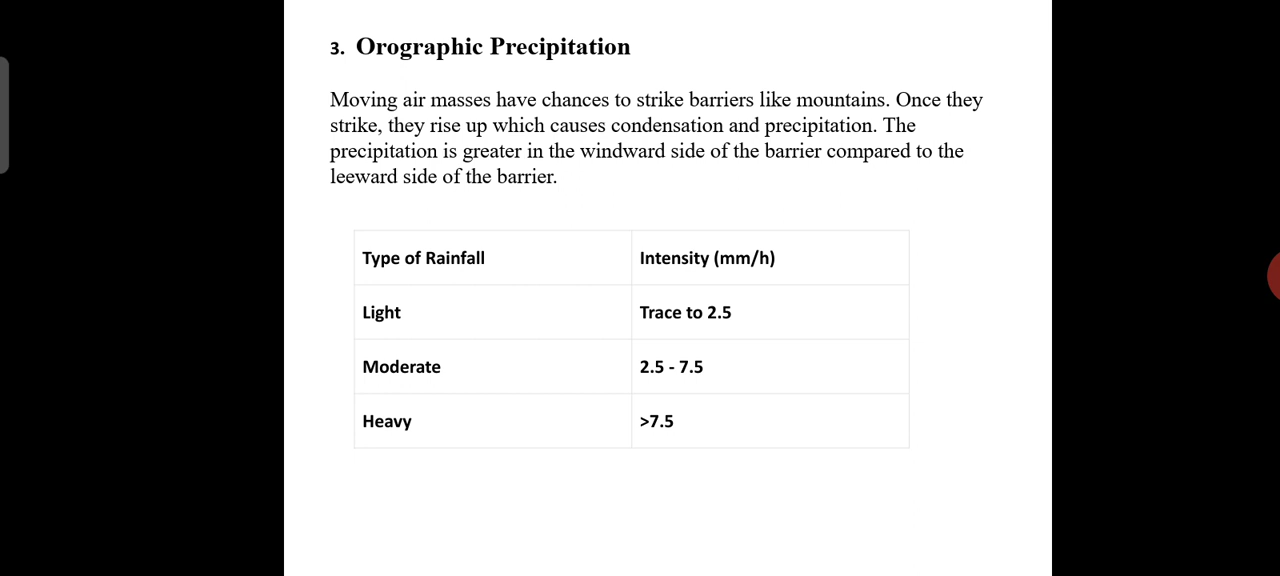 3. Orographic Precipitation
Moving air masses have chances to strike barriers like mountains. Once they
strike, they rise up which causes condensation and precipitation. The
precipitation is greater in the windward side of the barrier compared to the
leeward side of the barrier.
Type of Rainfall Intensity (mm/h)
Light Trace to 2.5
Moderate 2.5 - 7.5
Heavy >7.5